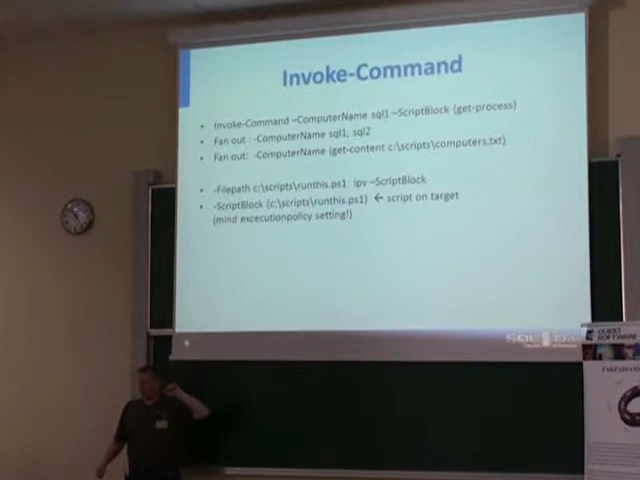 Invoke-Command
• Invoke-Command –ComputerName sql1 –ScriptBlock (get-process)
• Fan out : -ComputerName sql1, sql2
• Fan out: -ComputerName (get-content c:\scripts\computers.txt)
• -Filepath c:\scripts\runthis.ps1 ipv –ScriptBlock
• -ScriptBlock (c:\scripts\runthis.ps1) ← script on target
(mind excecutionpolicy setting!)
SQL
QUEST
SOFTWARE